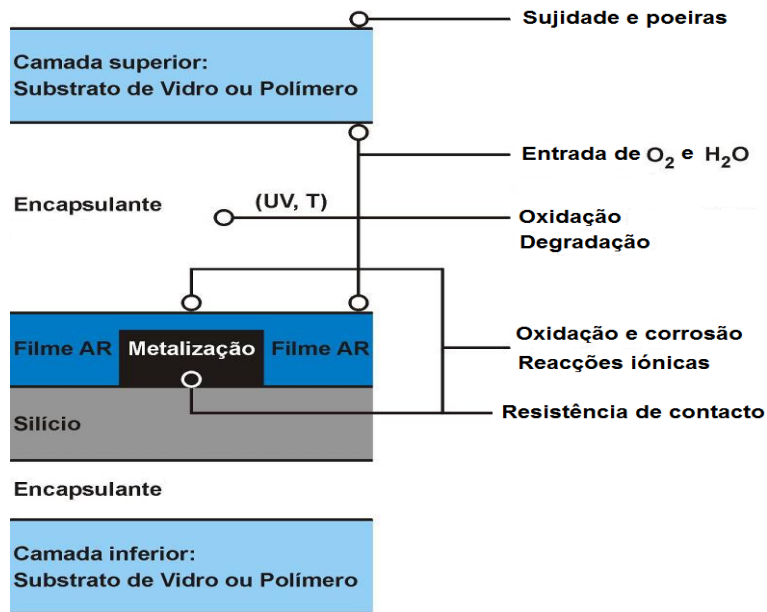 Sujidade e poeiras
Camada superior:
Substrato de Vidro ou Polímero
Entrada de O2 e H2O
Encapsulante
(UV, T)
Oxidação
Degradação
Oxidação e corrosão
Filme AR
Metalização
Filme AR
Reacções iónicas
Resistência de contacto
Silício
Encapsulante
Camada inferior:
Substrato de Vidro ou Polímero